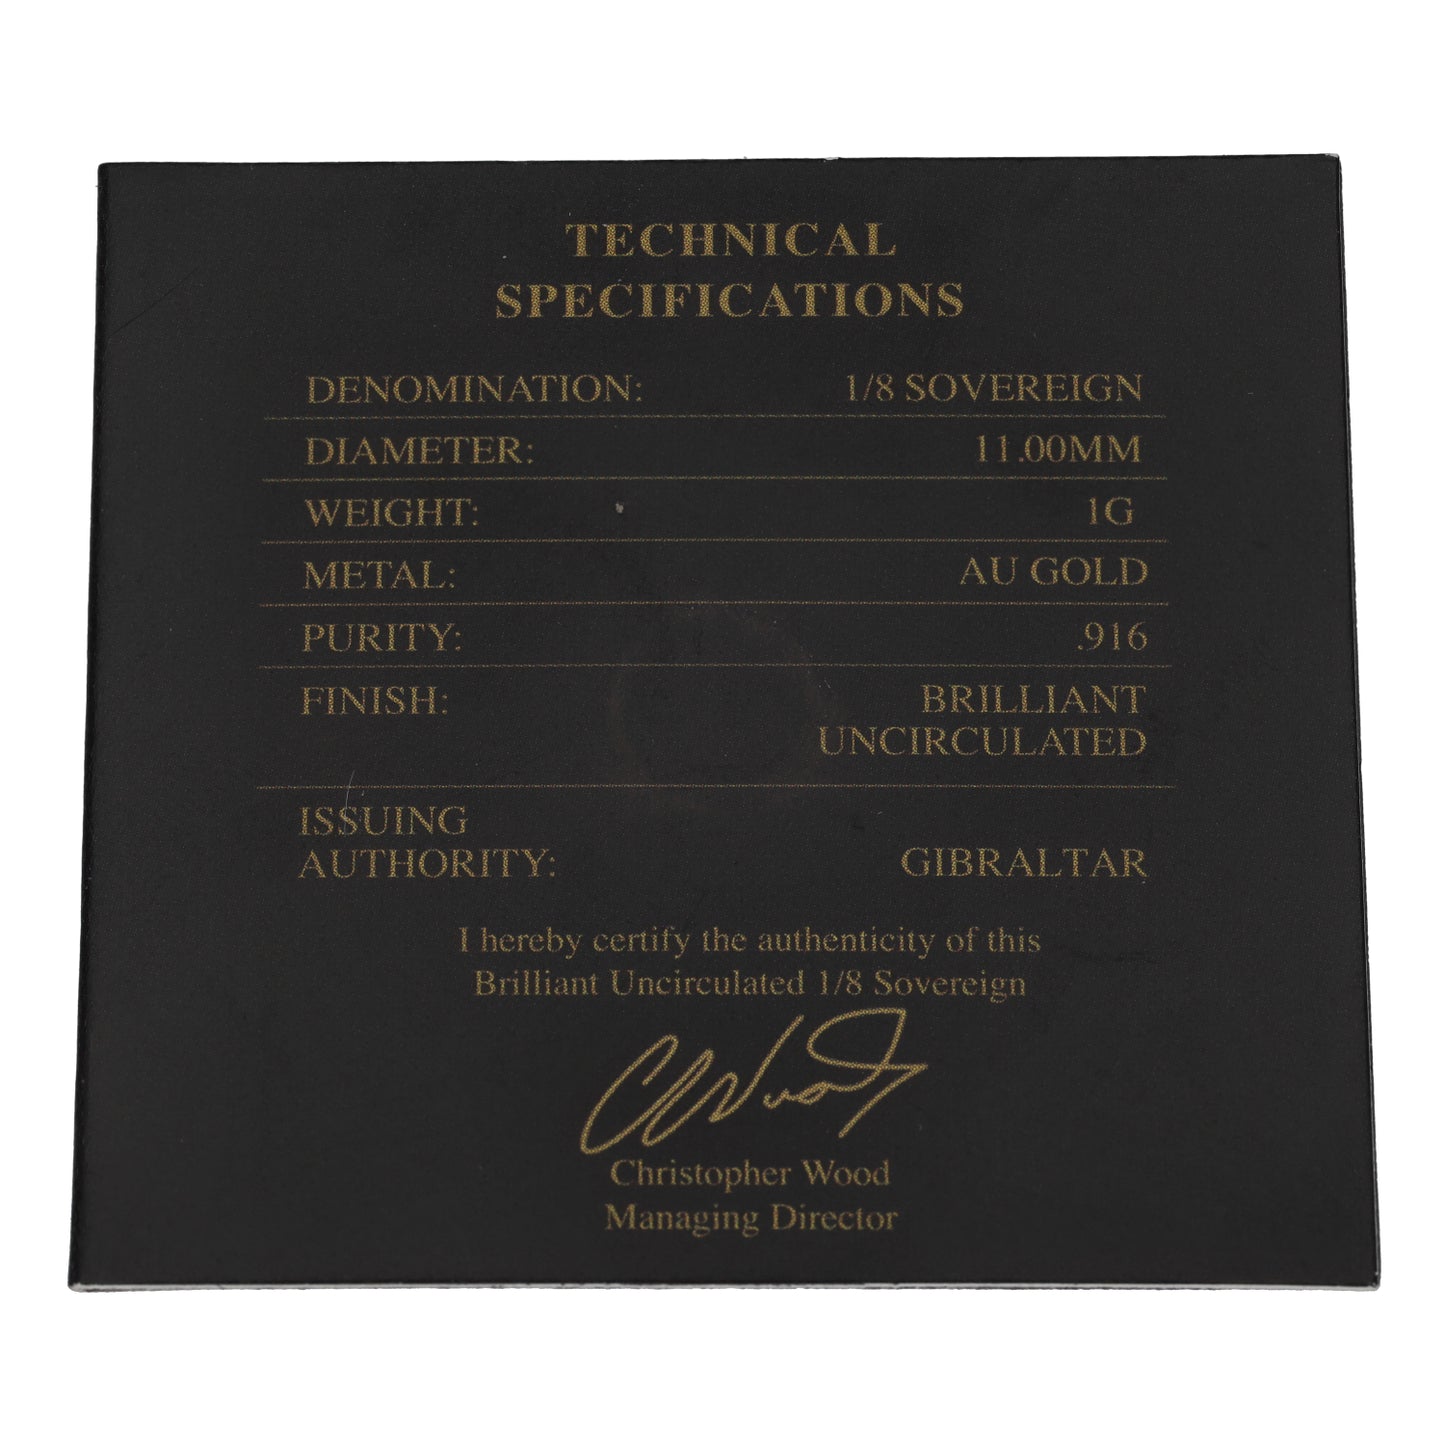 TECHNICAL
SPECIFICATIONS
DENOMINATION: 1/8 SOVEREIGN
DIAMETER: 11.00MM
WEIGHT: 1G
METAL: AU GOLD
PURITY: .916
FINISH: BRILLIANT
UNCIRCULATED
ISSUING
AUTHORITY: GIBRALTAR
I hereby certify the authenticity of this
Brilliant Uncirculated 1/8 Sovereign
CWood
Christopher Wood
Managing Director